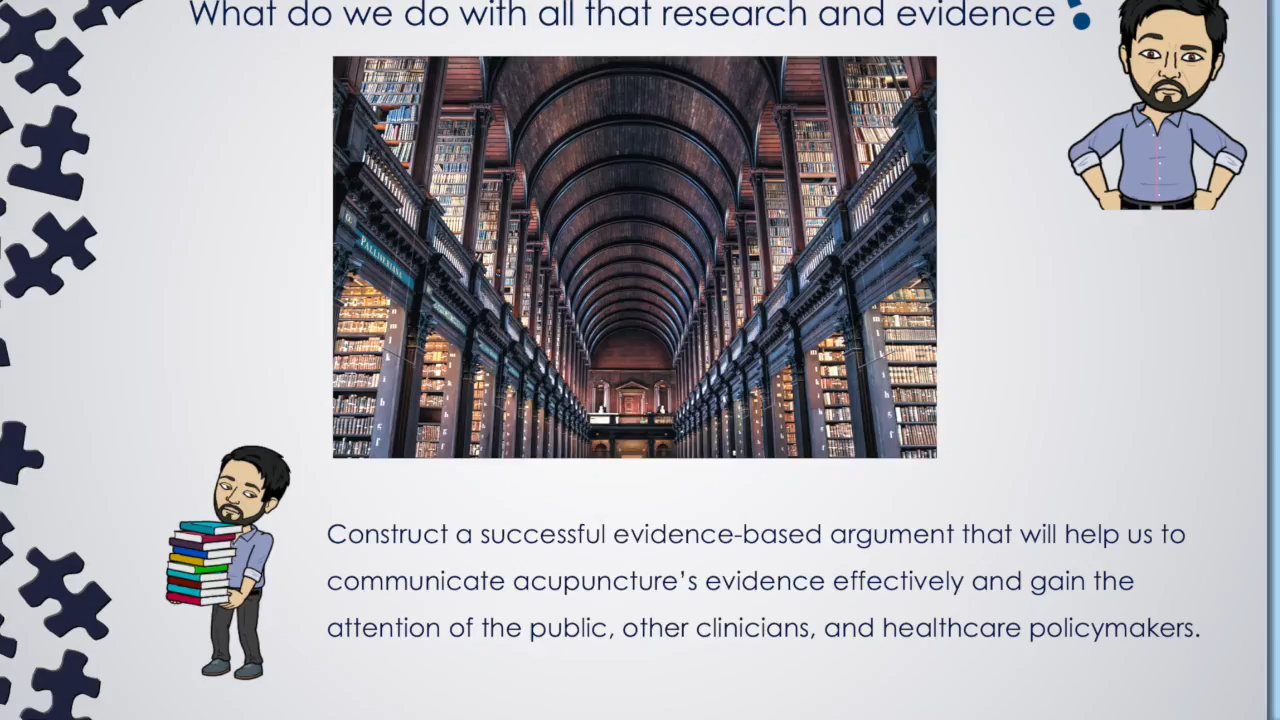 What do we do with all that research and evidence?
Construct a successful evidence-based argument that will help us to
communicate acupuncture's evidence effectively and gain the
attention of the public, other clinicians, and healthcare policymakers.